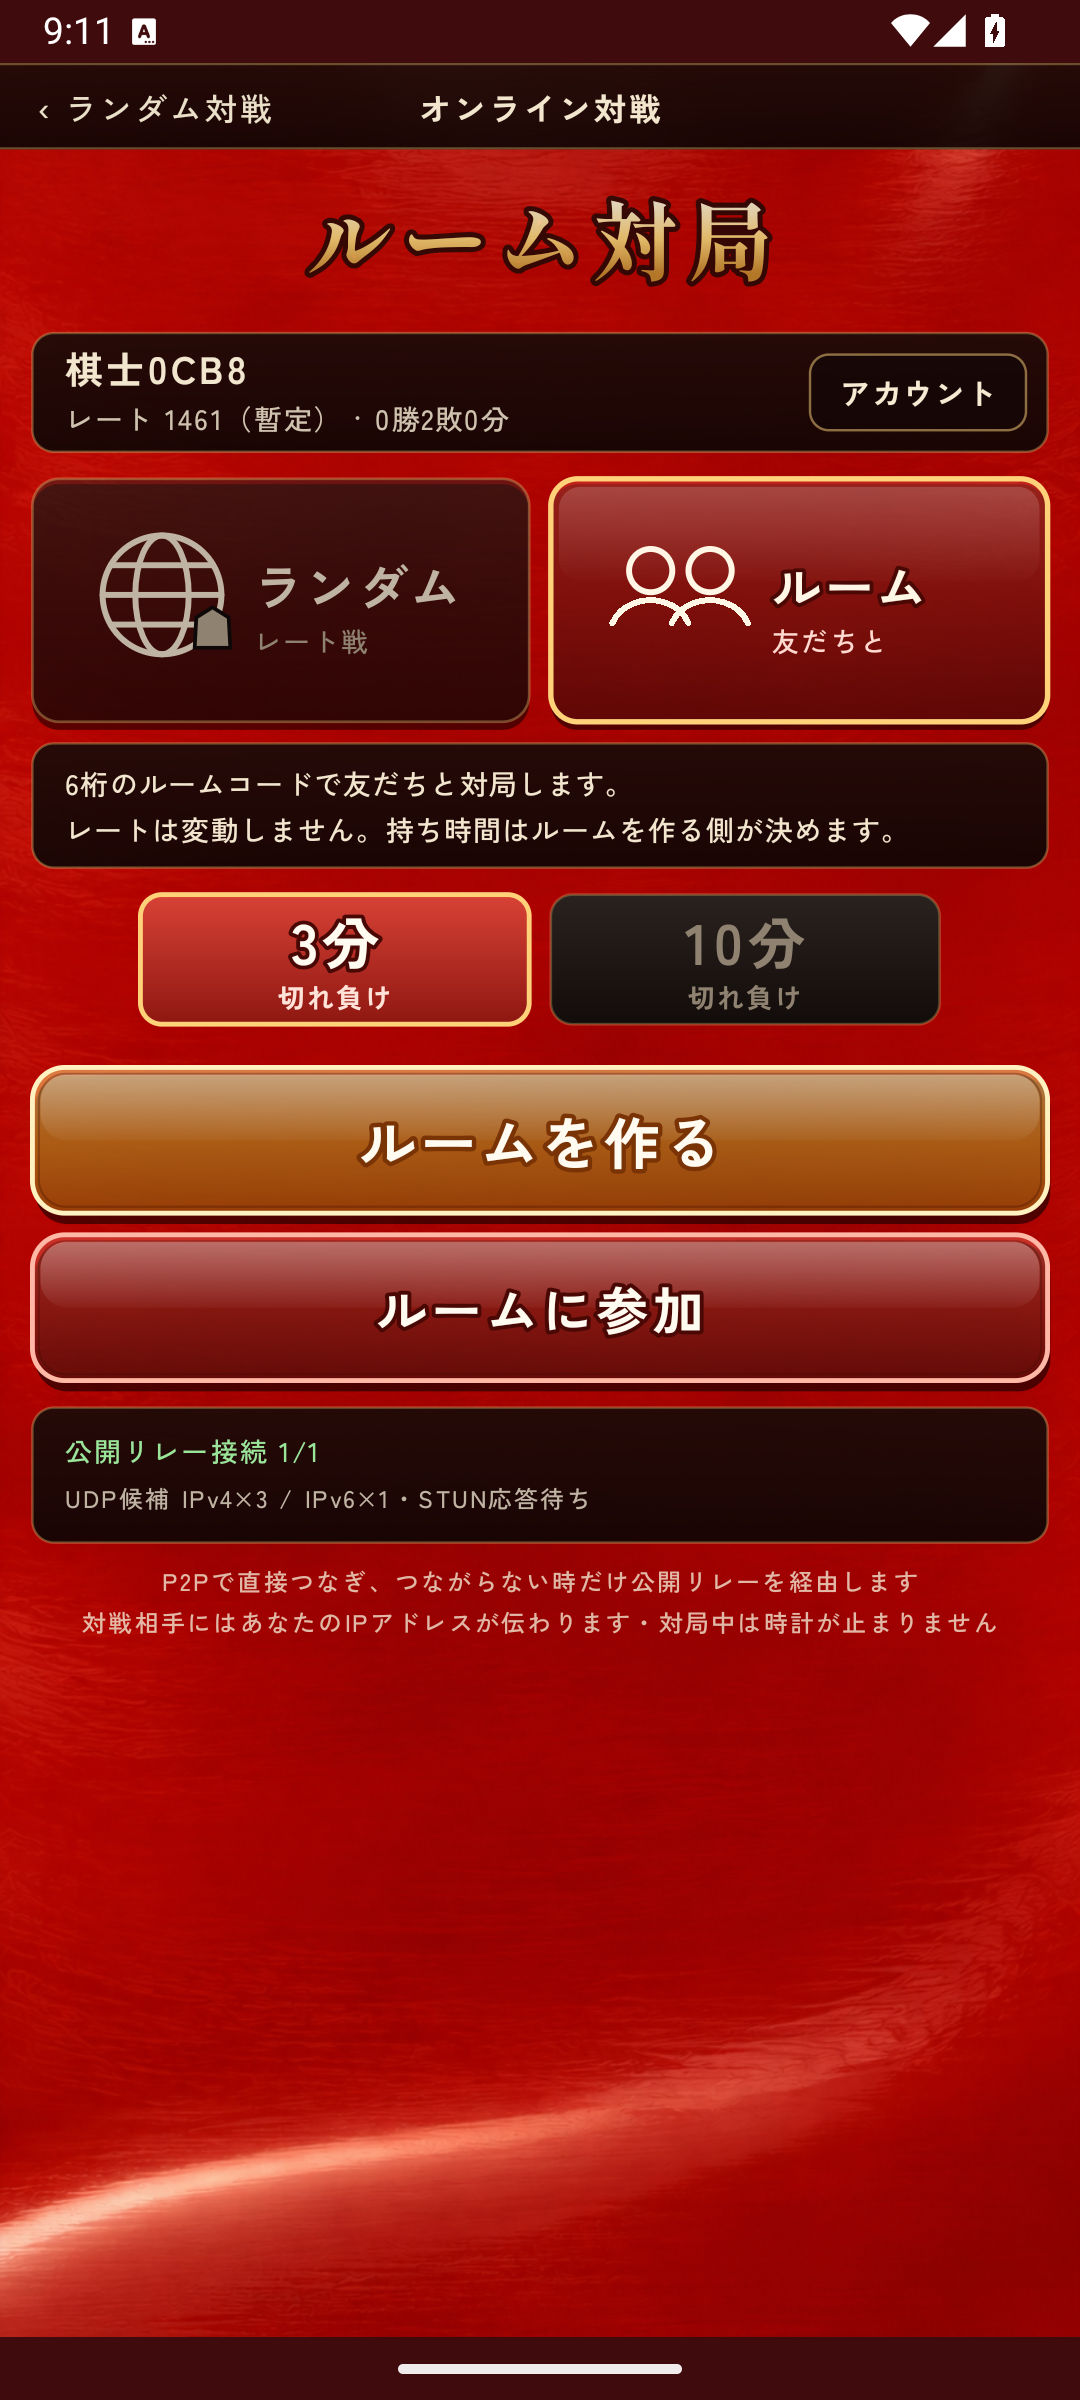 9:11
‹ ランダム対戦
オンライン対戦
ルーム対局
棋士0CB8
レート 1461（暫定） · 0勝2敗0分
アカウント
ランダム
レート戦
ルーム
友だちと
6桁のルームコードで友だちと対局します。
レートは変動しません。持ち時間はルームを作る側が決めます。
3分
切れ負け
10分
切れ負け
ルームを作る
ルームに参加
公開リレー接続 1/1
UDP候補 IPv4×3 / IPv6×1・STUN応答待ち
P2Pで直接つなぎ、つながらない時だけ公開リレーを経由します
対戦相手にはあなたのIPアドレスが伝わります・対局中は時計が止まりません